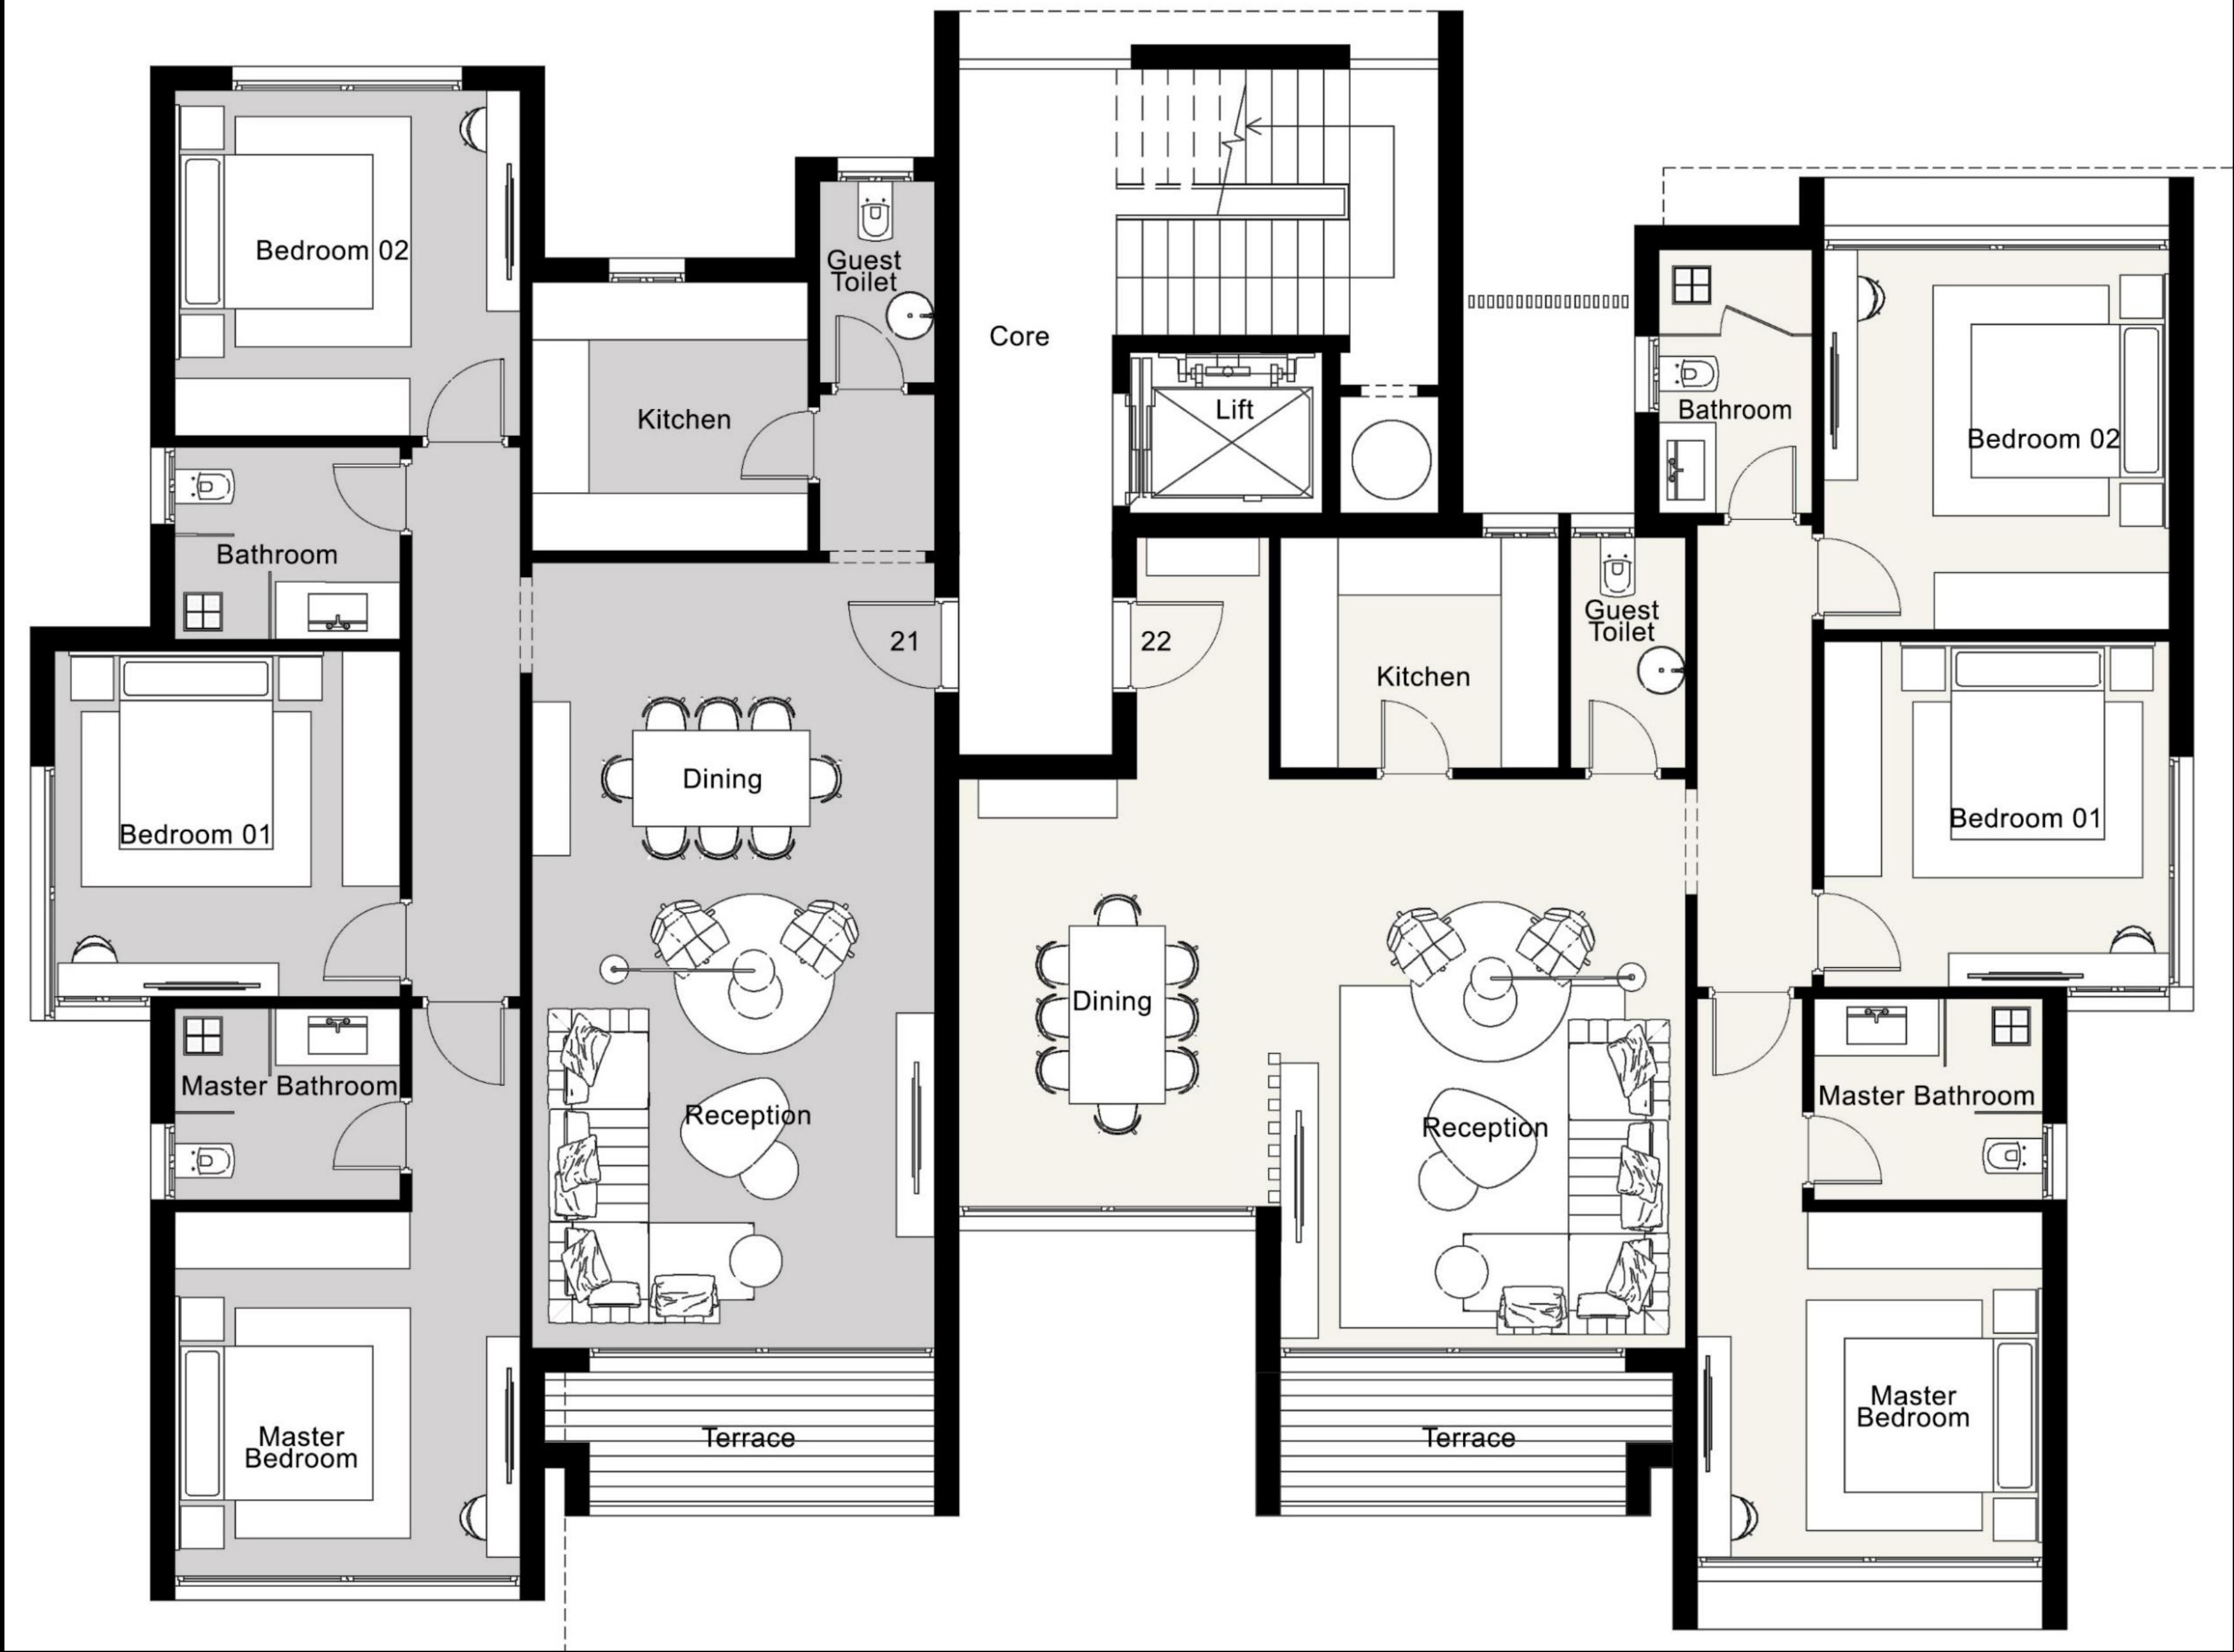 Bedroom 02
Guest
Toilet
Kitchen
Bathroom
21
Dining
Bedroom 01
Master Bathroom
Reception
Master
Bedroom
Terrace
Core
Lift
22
Bathroom
Bedroom 02
Guest
Toilet
Kitchen
Bedroom 01
Dining
Master Bathroom
Reception
Master
Bedroom
Terrace